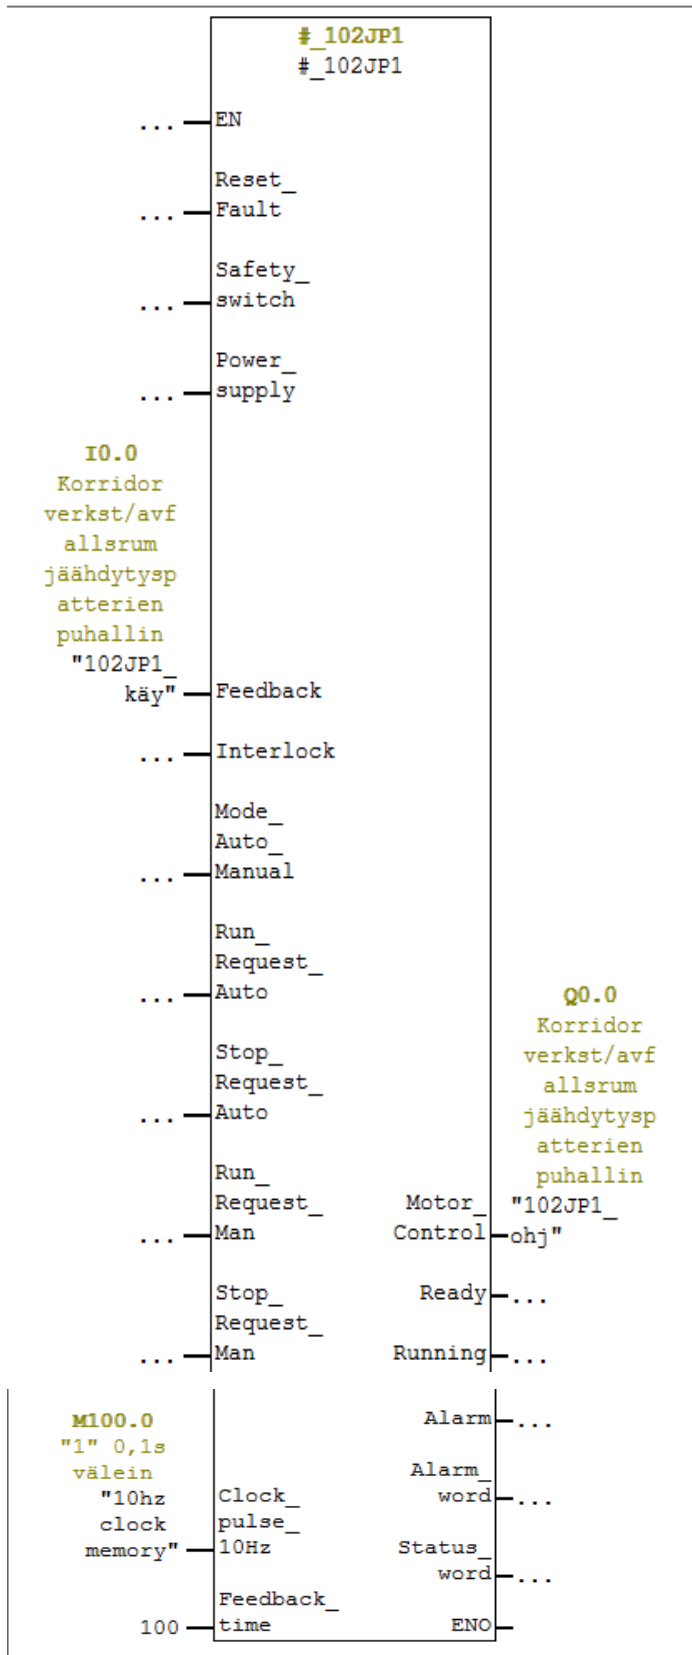 #_102JP1
#_102JP1
... EN
Reset_
... Fault
Safety_
... switch
Power_
... supply
I0.0
Korridor
verkst/avf
allsrum
jäähdytysp
atterien
puhallin
"102JP1_
käy" Feedback
... Interlock
Mode_
Auto_
... Manual
Run_
Request_
... Auto
Q0.0
Korridor
verkst/avf
allsrum
jäähdytysp
atterien
puhallin
"102JP1_
ohj"
Stop_
Request_
... Auto
Run_
Request_
... Man
Motor_
Control
Stop_
Request_
... Man
Ready ...
Running ...
M100.0
"1" 0,1s
välein
"10hz
clock
memory"
Clock_
pulse_
10Hz
Alarm ...
Alarm_
word ...
Status_
word ...
Feedback_
100 time
ENO